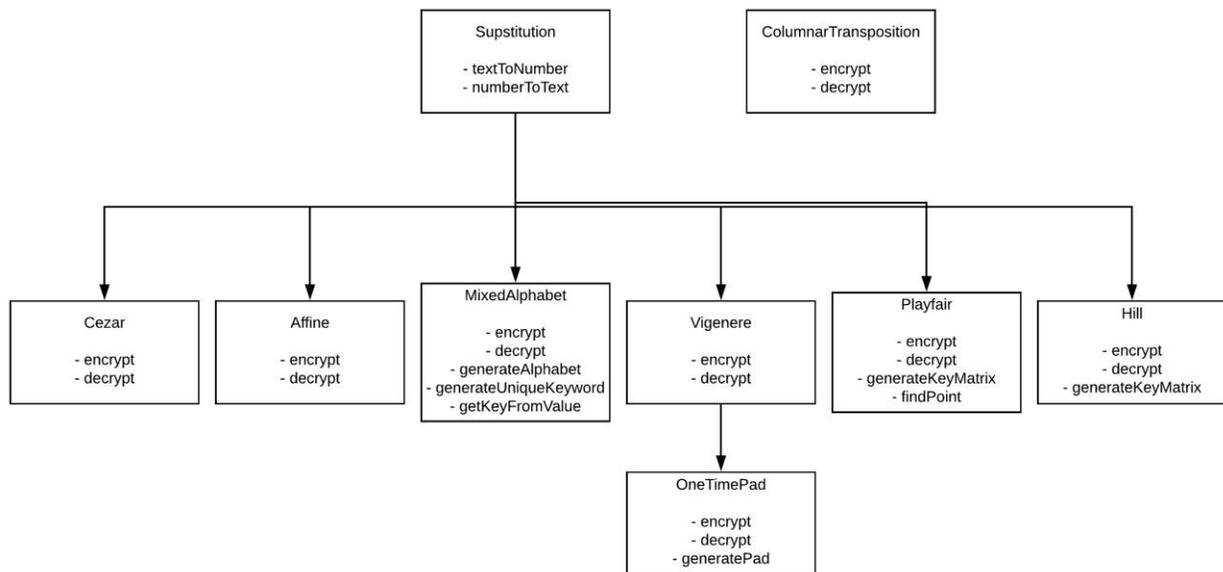 Supstitution
- textToNumber
- numberToText
ColumnarTransposition
- encrypt
- decrypt
Cezar
- encrypt
- decrypt
Affine
- encrypt
- decrypt
MixedAlphabet
- encrypt
- decrypt
- generateAlphabet
- generateUniqueKeyword
- getKeyFromValue
Vigenere
- encrypt
- decrypt
Playfair
- encrypt
- decrypt
- generateKeyMatrix
- findPoint
Hill
- encrypt
- decrypt
- generateKeyMatrix
OneTimePad
- encrypt
- decrypt
- generatePad